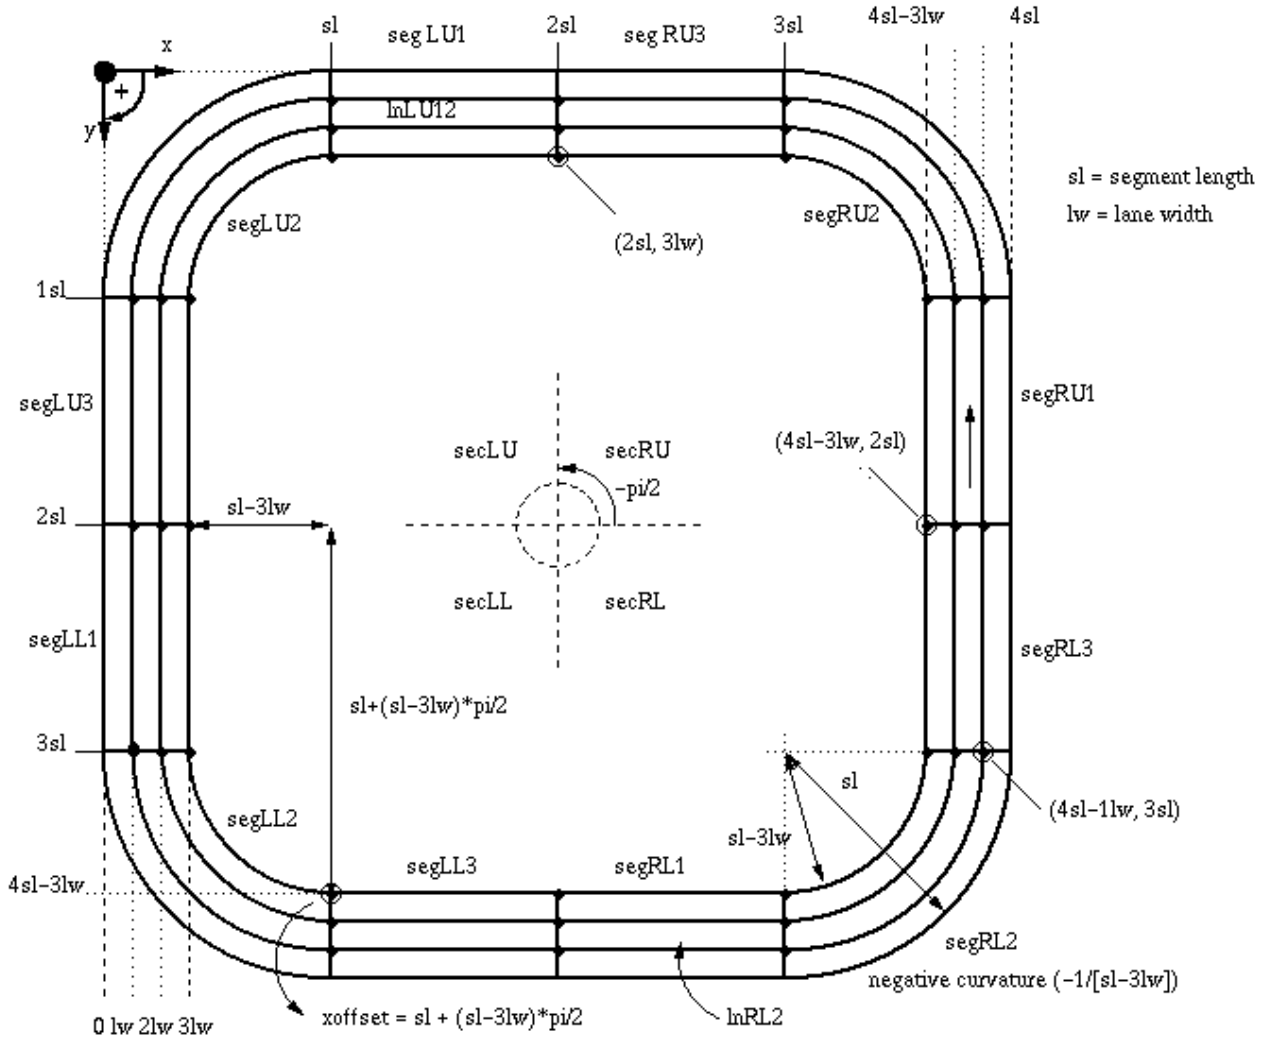 4sl-3lw
4sl
sl
2sl
3sl
seg LU1
seg RU3
x
+
y
lnLU12
sl = segment length
lw = lane width
segLU2
segRU2
(2sl, 3lw)
1sl
segLU3
segRU1
(4sl-3lw, 2sl)
secLU
secRU
-pi/2
sl-3lw
2sl
secLL
secRL
segLL1
segRL3
sl+(sl-3lw)*pi/2
3sl
sl
(4sl-1lw, 3sl)
segLL2
sl-3lw
segLL3
segRL1
4sl-3lw
segRL2
negative curvature (-1/[sl-3lw])
0 lw 2lw 3lw
xoffset = sl + (sl-3lw)*pi/2
lnRL2